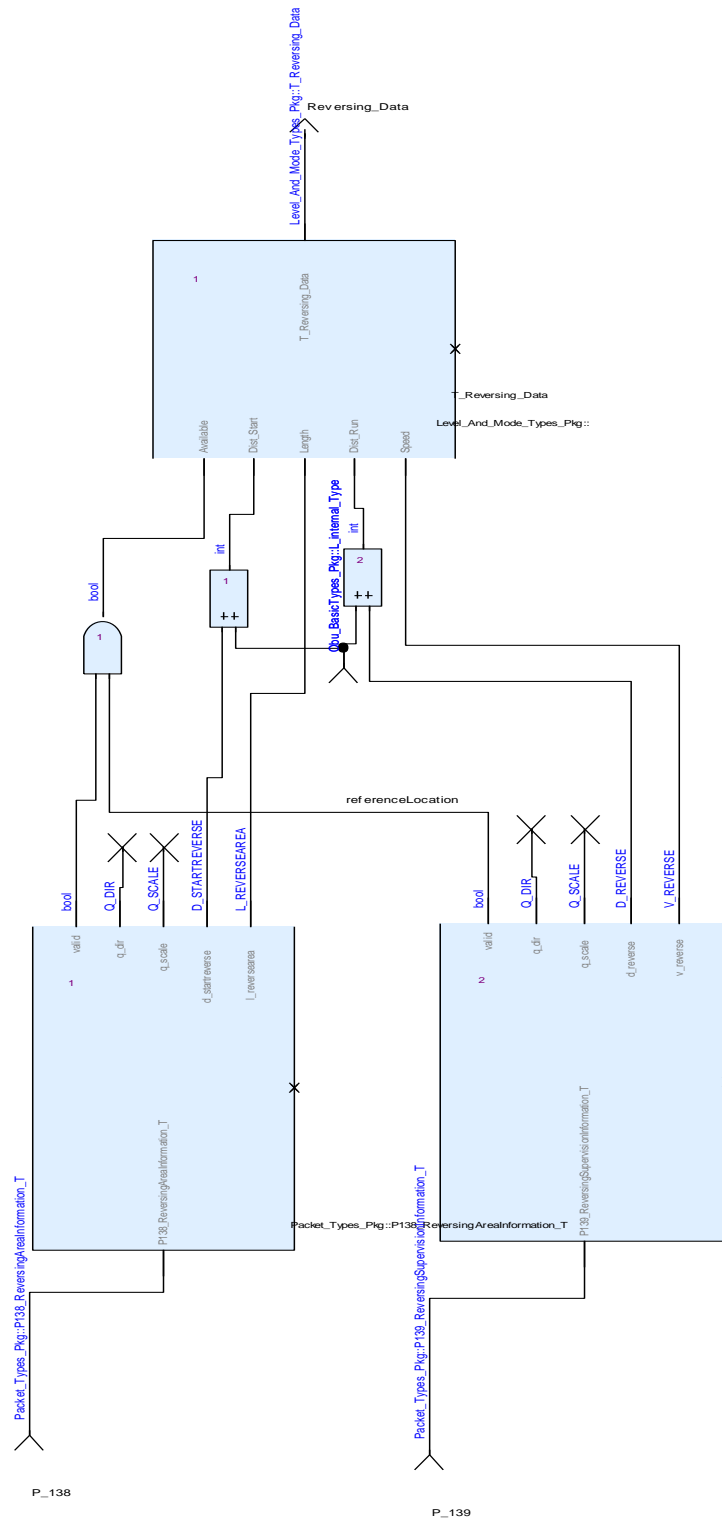 Level_And_Mode_Types_Pkg::T_Reversing_Data
Reversing_Data
1
T_Reversing_Data
T_Reversing_Data
Level_And_Mode_Types_Pkg::
Available
Dist_Start
Length
Dist_Run
Speed
bool
int
Obu_BasicTypes_Pkg::L_internal_Type
int
1
1
++
2
++
referenceLocation
bool
Q_DIR
Q_SCALE
D_STARTREVERSE
L_REVERSEAREA
bool
Q_DIR
Q_SCALE
D_REVERSE
V_REVERSE
valid
q_dir
q_scale
d_startreverse
l_reversearea
1
valid
q_dir
q_scale
d_reverse
v_reverse
2
P138_ReversingAreaInformation_T
Packet_Types_Pkg::P138_ReversingAreaInformation_T
P139_ReversingSupervisionInformation_T
Packet_Types_Pkg::P138_ReversingAreaInformation_T
Packet_Types_Pkg::P139_ReversingSupervisionInformation_T
P_138
P_139